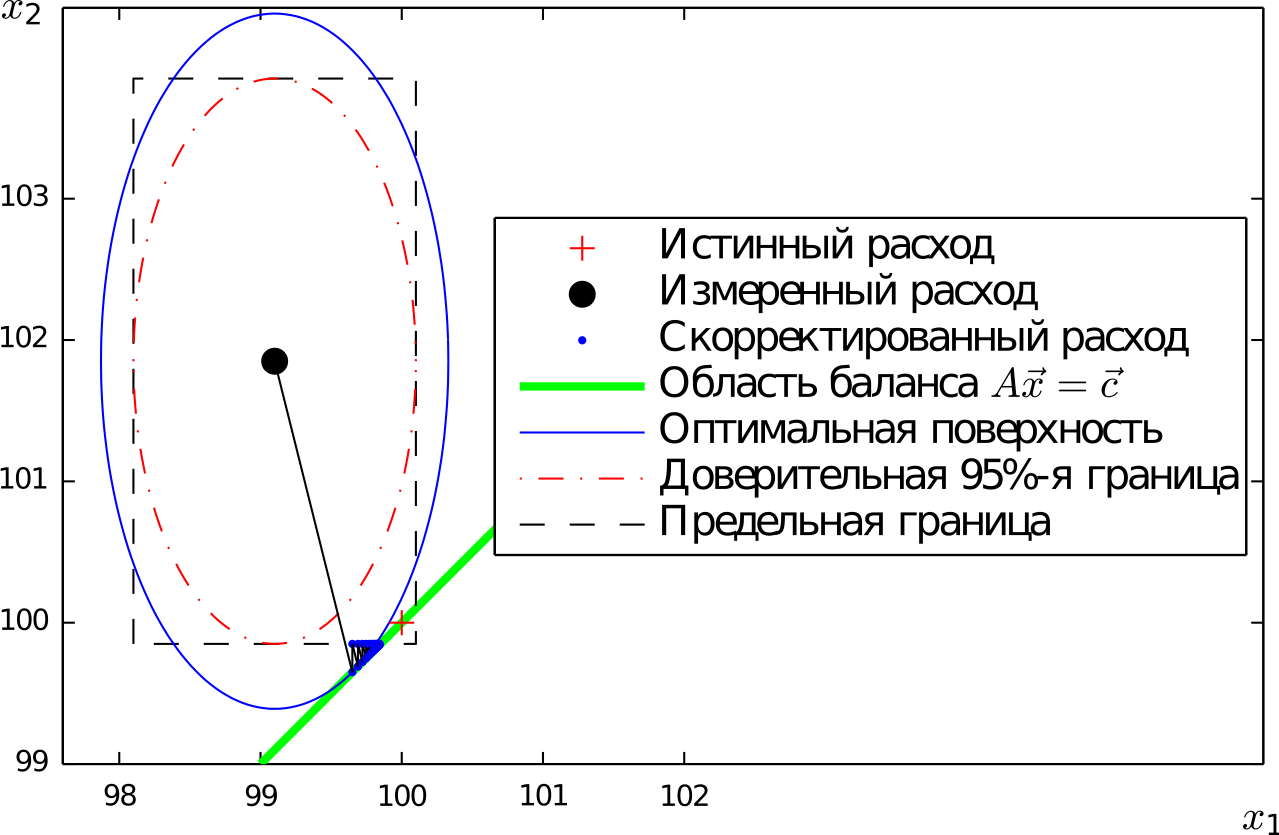 x₂
103
102
101
100
99
Истинный расход
Измеренный расход
Скорректированный расход
Область баланса A𝑥⃗ = 𝑐⃗
Оптимальная поверхность
Доверительная 95%-я граница
Предельная граница
98 99 100 101 102
x₁